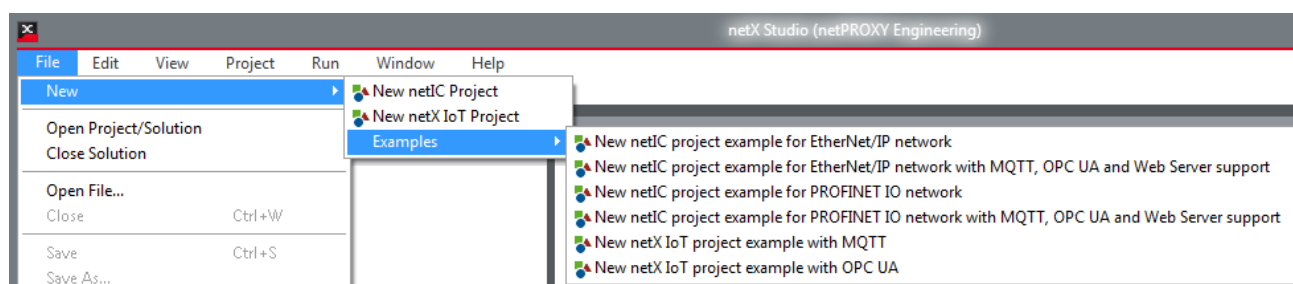 netX Studio (netPROXY Engineering)
File Edit View Project Run Window Help
New
New netIC Project
New netX IoT Project
Examples
Open Project/Solution
Close Solution
Open File...
Close Ctrl+W
Save Ctrl+S
Save As...
New netIC project example for EtherNet/IP network
New netIC project example for EtherNet/IP network with MQTT, OPC UA and Web Server support
New netIC project example for PROFINET IO network
New netIC project example for PROFINET IO network with MQTT, OPC UA and Web Server support
New netX IoT project example with MQTT
New netX IoT project example with OPC UA